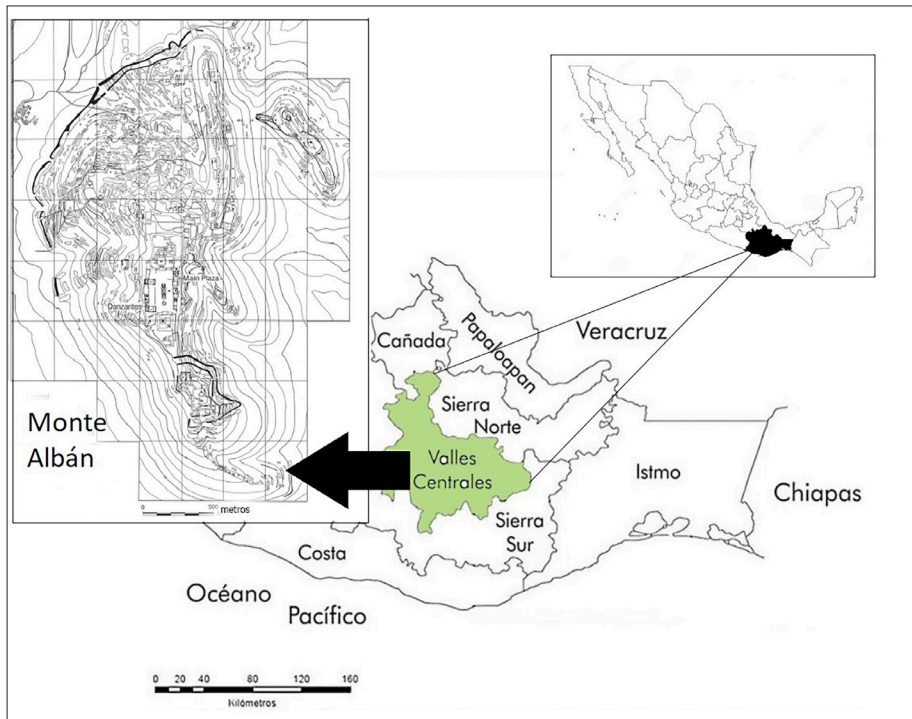 Main Plaza
Danzantes
Monte
Albán
0 500
metros
Cañada
Papaloapan
Veracruz
Sierra
Norte
Valles
Centrales
Istmo
Chiapas
Sierra
Sur
Costa
Océano
Pacífico
0 20 40 80 120 160
Kilómetros